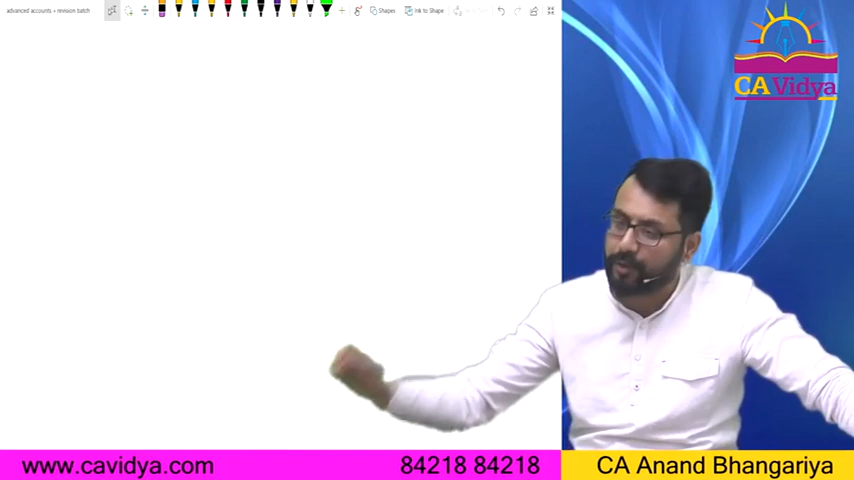 advanced accounts - revision batch
Shapes
Ink to Shape
CA Vidya
www.cavidya.com
84218 84218
CA Anand Bhangariya